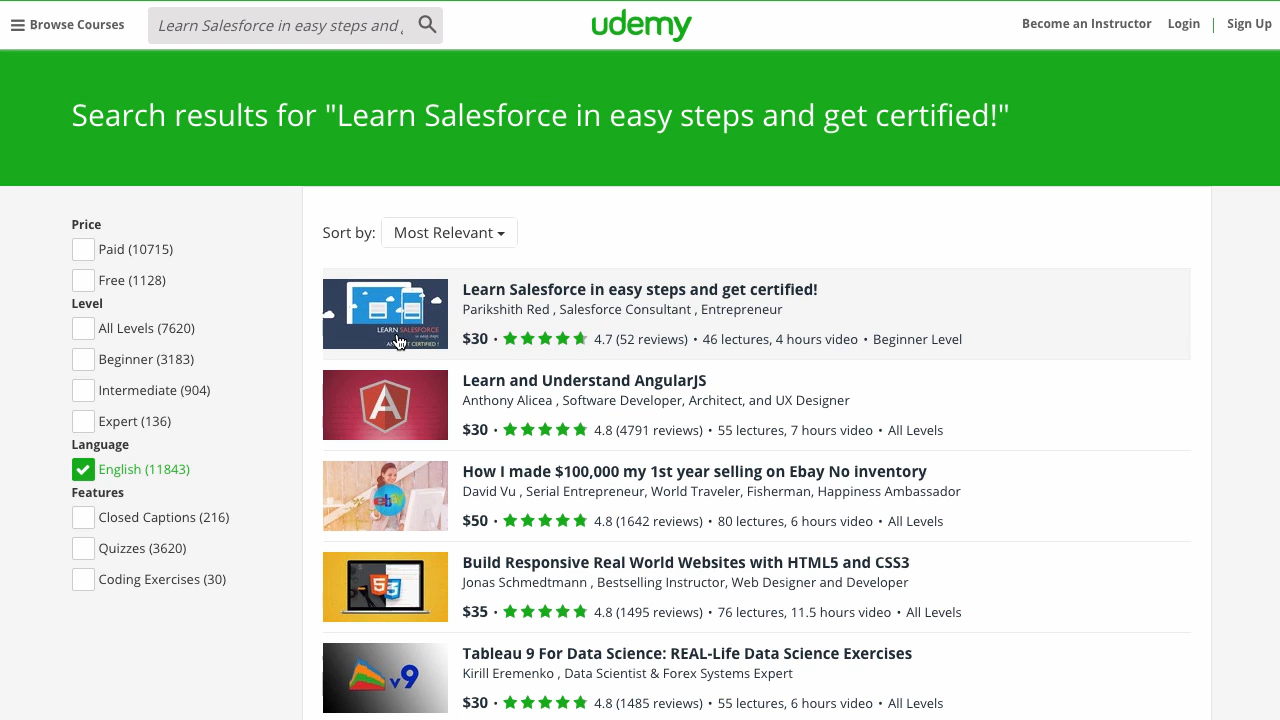 Browse Courses
Learn Salesforce in easy steps and
udemy
Become an Instructor
Login
Sign Up
Search results for "Learn Salesforce in easy steps and get certified!"
Price
Paid (10715)
Free (1128)
Level
All Levels (7620)
Beginner (3183)
Intermediate (904)
Expert (136)
Language
English (11843)
Features
Closed Captions (216)
Quizzes (3620)
Coding Exercises (30)
Sort by: Most Relevant
LEARN SALESFORCE
in easy steps
CERTIFIED !
Learn Salesforce in easy steps and get certified!
Parikshith Red , Salesforce Consultant , Entrepreneur
$30 • 4.7 (52 reviews) • 46 lectures, 4 hours video • Beginner Level
A
Learn and Understand AngularJS
Anthony Alicea , Software Developer, Architect, and UX Designer
$30 • 4.8 (4791 reviews) • 55 lectures, 7 hours video • All Levels
eb
How I made $100,000 my 1st year selling on Ebay No inventory
David Vu , Serial Entrepreneur, World Traveler, Fisherman, Happiness Ambassador
$50 • 4.8 (1642 reviews) • 80 lectures, 6 hours video • All Levels
5 3
Build Responsive Real World Websites with HTML5 and CSS3
Jonas Schmedtmann , Bestselling Instructor, Web Designer and Developer
$35 • 4.8 (1495 reviews) • 76 lectures, 11.5 hours video • All Levels
v9
Tableau 9 For Data Science: REAL-Life Data Science Exercises
Kirill Eremenko , Data Scientist & Forex Systems Expert
$30 • 4.8 (1485 reviews) • 55 lectures, 6 hours video • All Levels